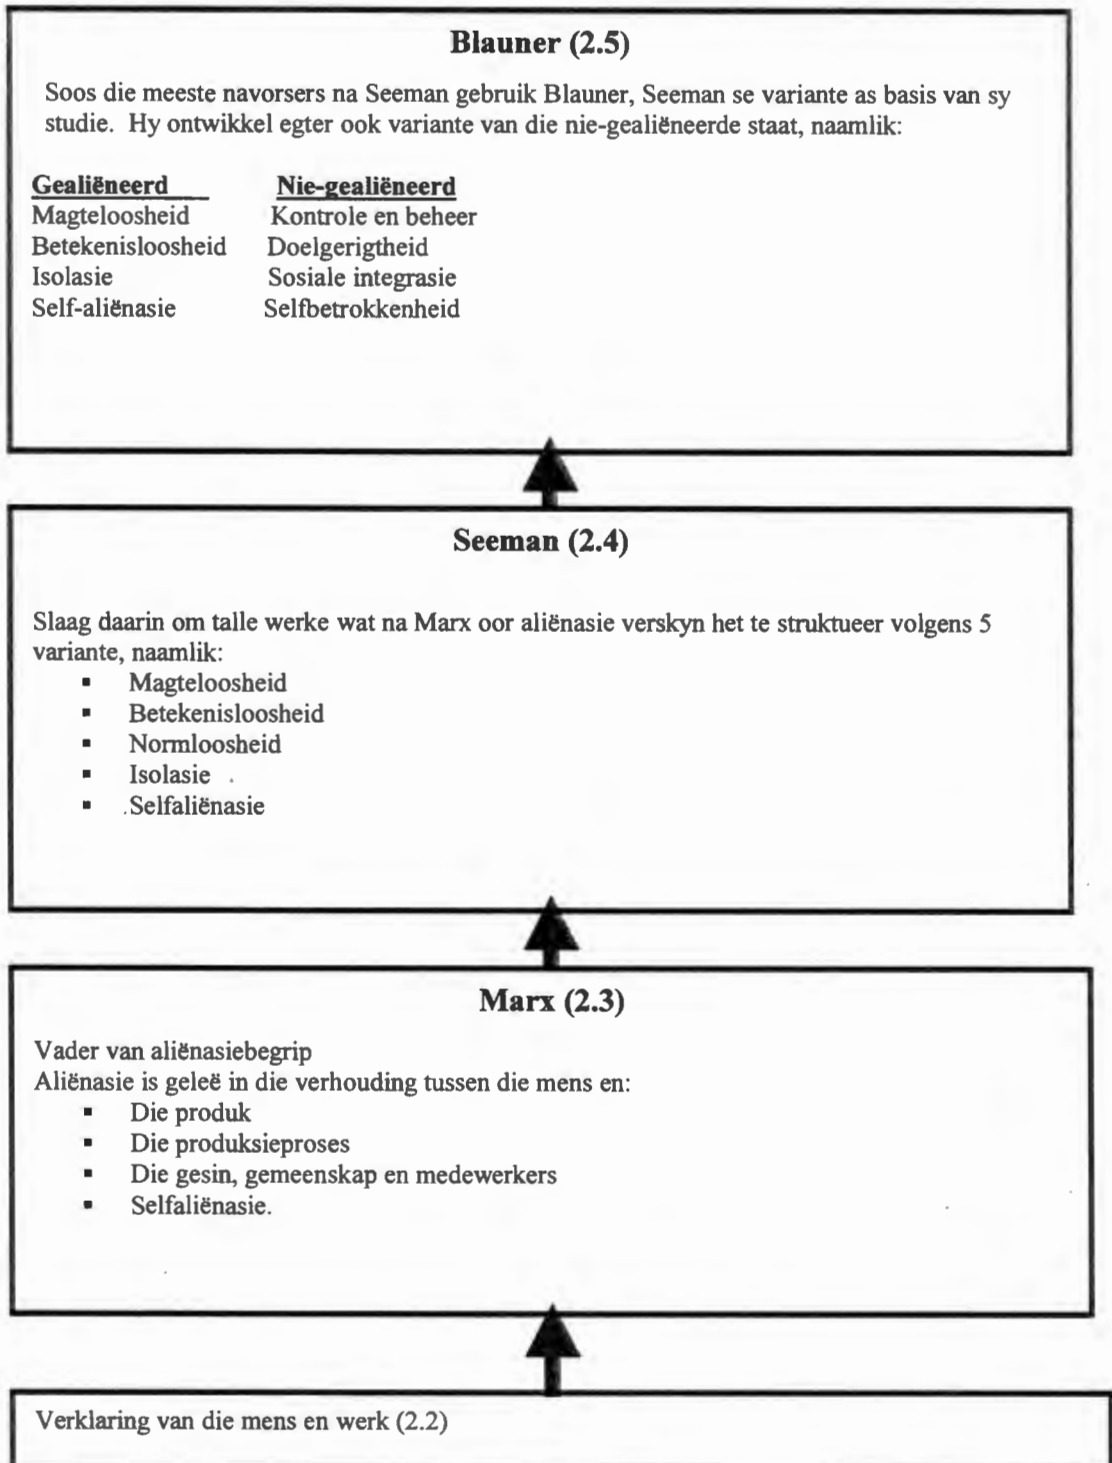 Blauner (2.5)
Soos die meeste navorsers na Seeman gebruik Blauner, Seeman se variante as basis van sy
studie. Hy ontwikkel egter ook variante van die nie-gealiëneerde staat, naamlik:
Gealiëneerd Nie-gealiëneerd
Magteloosheid Kontrole en beheer
Betekenisloosheid Doelgerigtheid
Isolasie Sosiale integrasie
Self-aliënasie Selfbetrokkenheid
Seeman (2.4)
Slaag daarin om talle werke wat na Marx oor aliënasie verskyn het te struktueer volgens 5
variante, naamlik:
▪ Magteloosheid
▪ Betekenisloosheid
▪ Normloosheid
▪ Isolasie
▪ Selfaliënasie
Marx (2.3)
Vader van aliënasiebegrip
Aliënasie is geleë in die verhouding tussen die mens en:
▪ Die produk
▪ Die produksieproses
▪ Die gesin, gemeenskap en medewerkers
▪ Selfaliënasie.
Verklaring van die mens en werk (2.2)